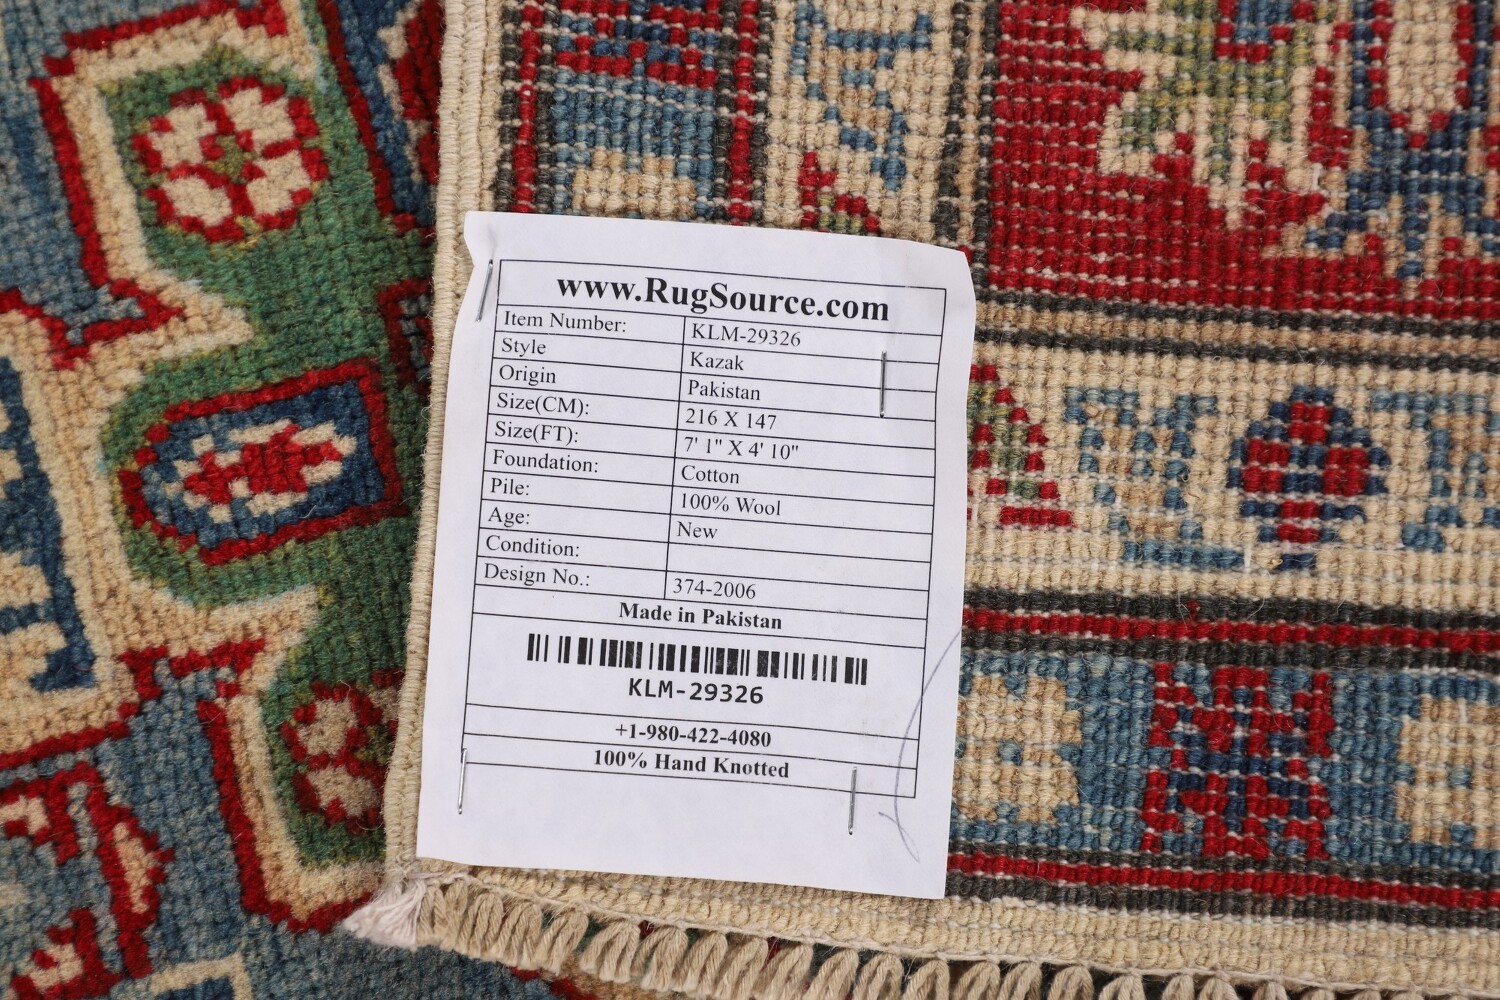 www.RugSource.com
Item Number: KLM-29326
Style Kazak
Origin Pakistan
Size(CM): 216 X 147
Size(FT): 7' 1" X 4' 10"
Foundation: Cotton
Pile: 100% Wool
Age: New
Condition:
Design No.: 374-2006
Made in Pakistan
KLM-29326
+1-980-422-4080
100% Hand Knotted